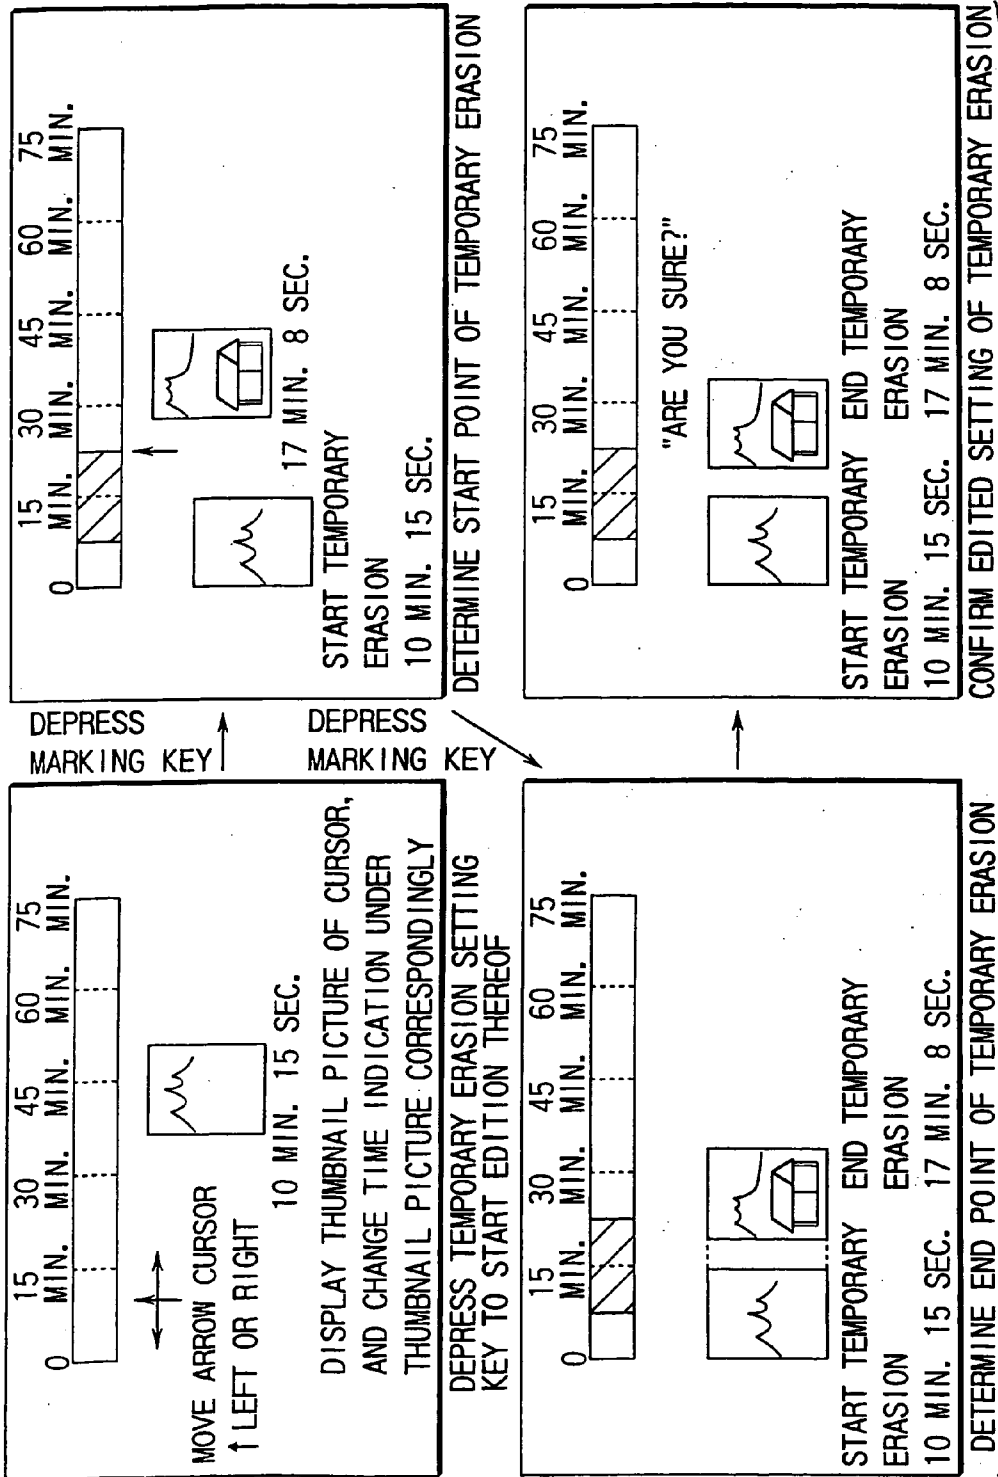 0
15
MIN.
30
MIN.
45
MIN.
60
MIN.
75
MIN.
MOVE ARROW CURSOR
↑ LEFT OR RIGHT
10 MIN. 15 SEC.
DISPLAY THUMBNAIL PICTURE OF CURSOR,
AND CHANGE TIME INDICATION UNDER
THUMBNAIL PICTURE CORRESPONDINGLY
DEPRESS TEMPORARY ERASION SETTING
KEY TO START EDITION THEREOF
DEPRESS
MARKING KEY
0
15
MIN.
30
MIN.
45
MIN.
60
MIN.
75
MIN.
17 MIN. 8 SEC.
START TEMPORARY
ERASION
10 MIN. 15 SEC.
DETERMINE START POINT OF TEMPORARY ERASION
DEPRESS
MARKING KEY
0
15
MIN.
30
MIN.
45
MIN.
60
MIN.
75
MIN.
START TEMPORARY END TEMPORARY
ERASION ERASION
10 MIN. 15 SEC. 17 MIN. 8 SEC.
DETERMINE END POINT OF TEMPORARY ERASION
0
15
MIN.
30
MIN.
45
MIN.
60
MIN.
75
MIN.
"ARE YOU SURE?"
START TEMPORARY END TEMPORARY
ERASION ERASION
10 MIN. 15 SEC. 17 MIN. 8 SEC.
CONFIRM EDITED SETTING OF TEMPORARY ERASION